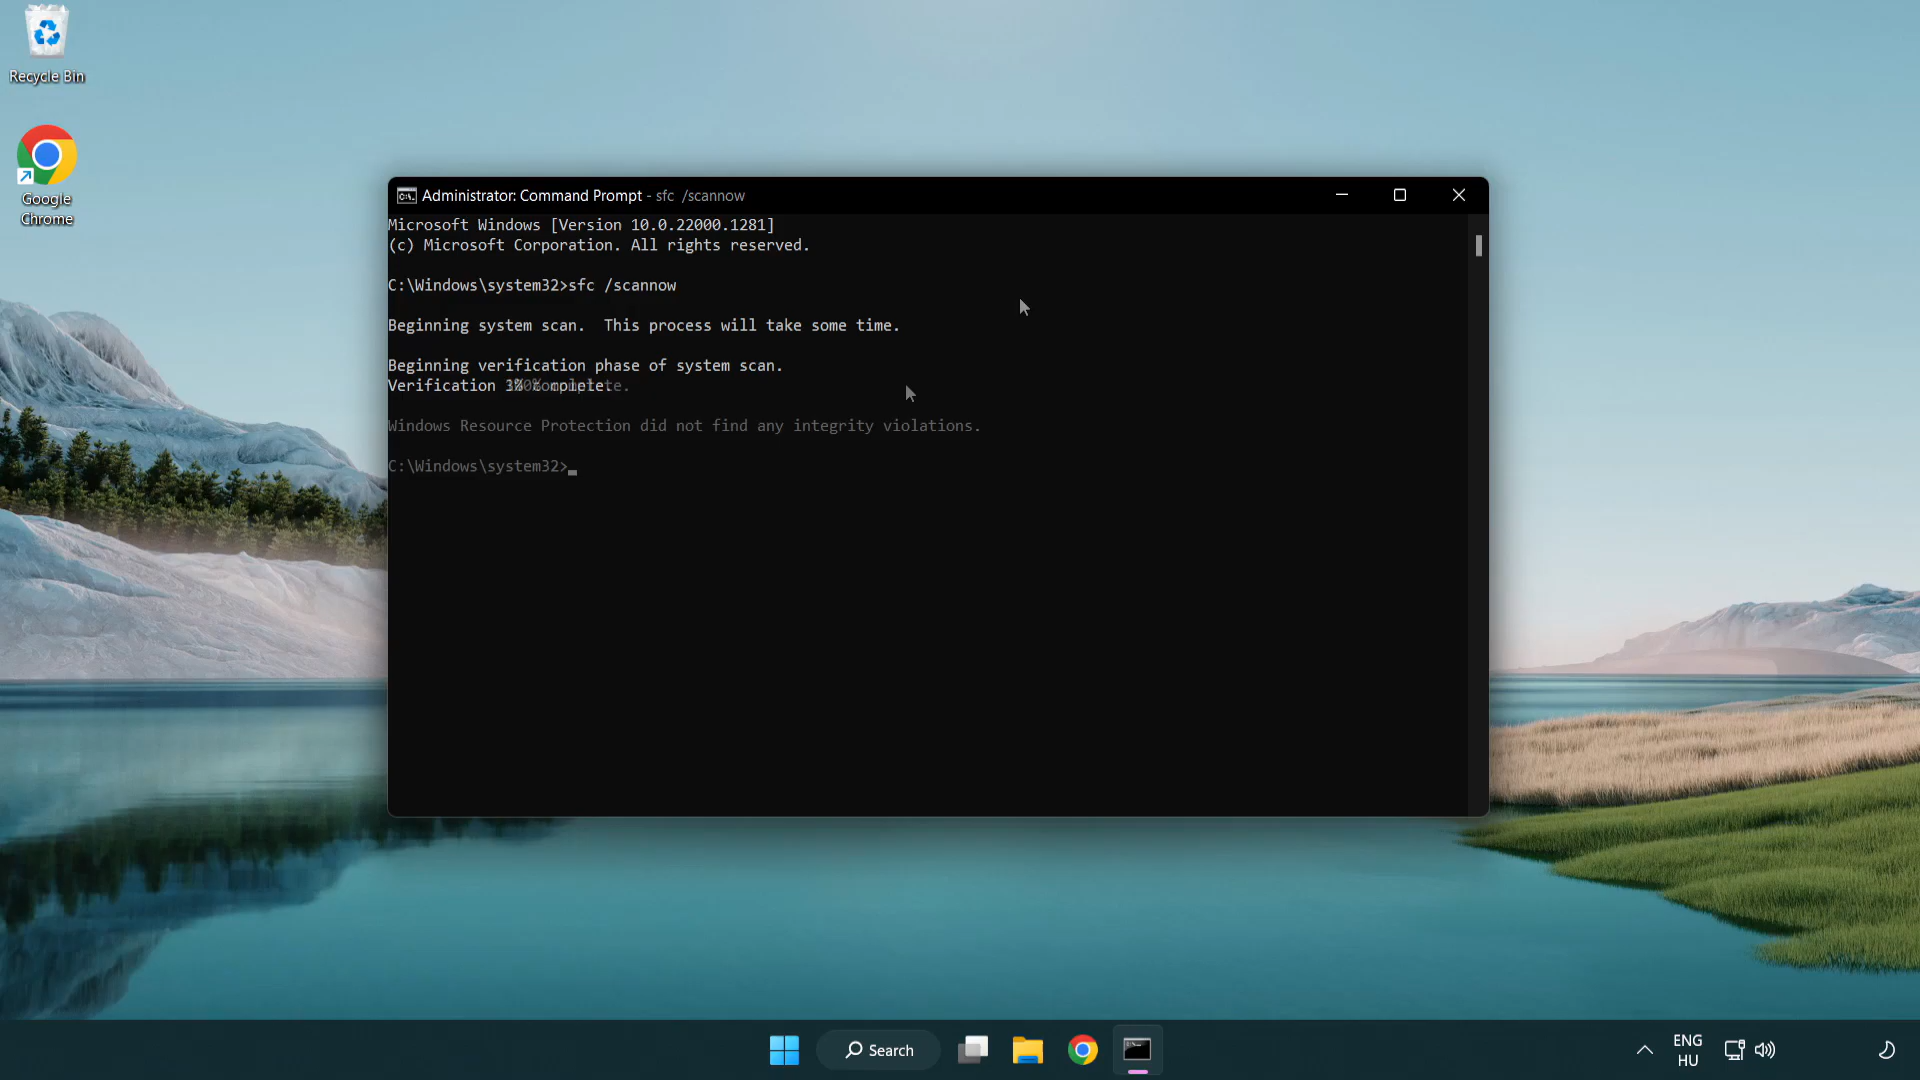 Recycle Bin
Google
Chrome
Administrator: Command Prompt - sfc /scannow
Microsoft Windows [Version 10.0.22000.1281]
(c) Microsoft Corporation. All rights reserved.
C:\Windows\system32>sfc /scannow
Beginning system scan. This process will take some time.
Beginning verification phase of system scan.
Verification
Windows Resource Protection did not find any integrity violations.
C:\Windows\system32>
Search
ENG
HU